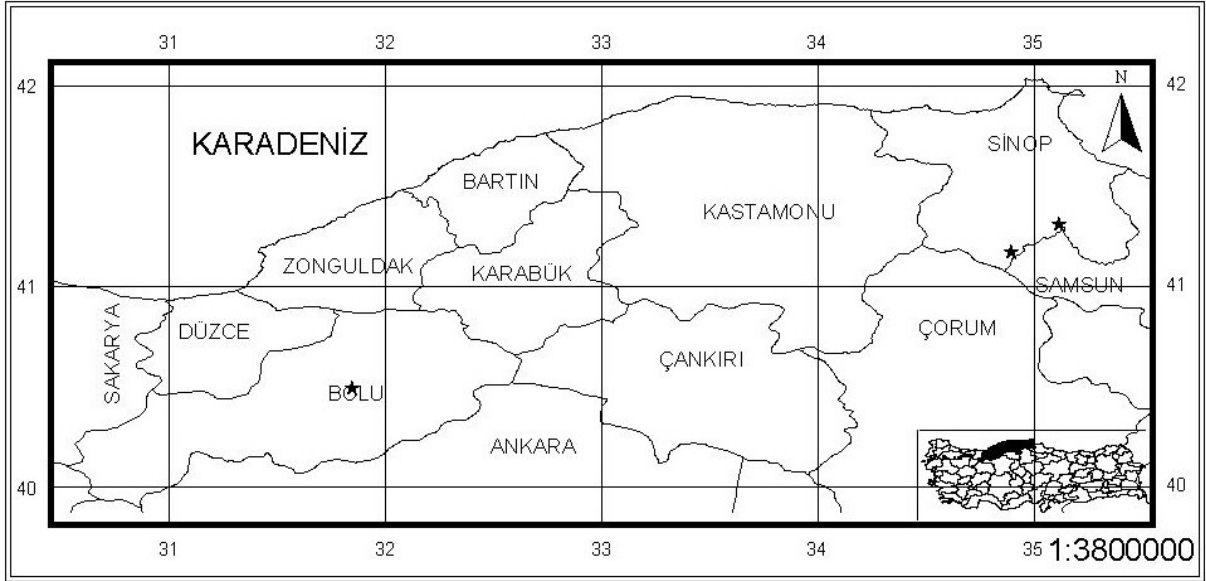 31 32 33 34 35
42 42
N
KARADENİZ
SİNOP
BARTIN
KASTAMONU
ZONGULDAK
KARABÜK
41 41
SAMSUN
SAKARYA
DÜZCE
ÇORUM
ÇANKIRI
BOLU
ANKARA
40 40
31 32 33 34 35
1:3800000